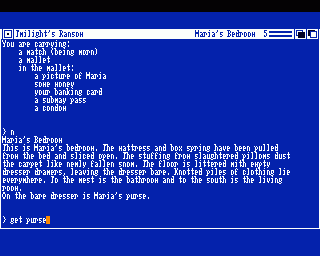 Twilight's Ransom Maria's Bedroom 5
You are carrying:
a watch (being worn)
a wallet
in the wallet:
a picture of Maria
some money
your banking card
a subway pass
a condom
> n
Maria's Bedroom
This is Maria's bedroom. The mattress and box spring have been pulled
from the bed and sliced open. The stuffing from slaughtered pillows dust
the carpet like newly fallen snow. The floor is littered with empty
dresser drawers, leaving the dresser bare. Knotted piles of clothing lie
everywhere. To the west is the bathroom and to the south is the living
room.
On the bare dresser is Maria's purse.
> get purse